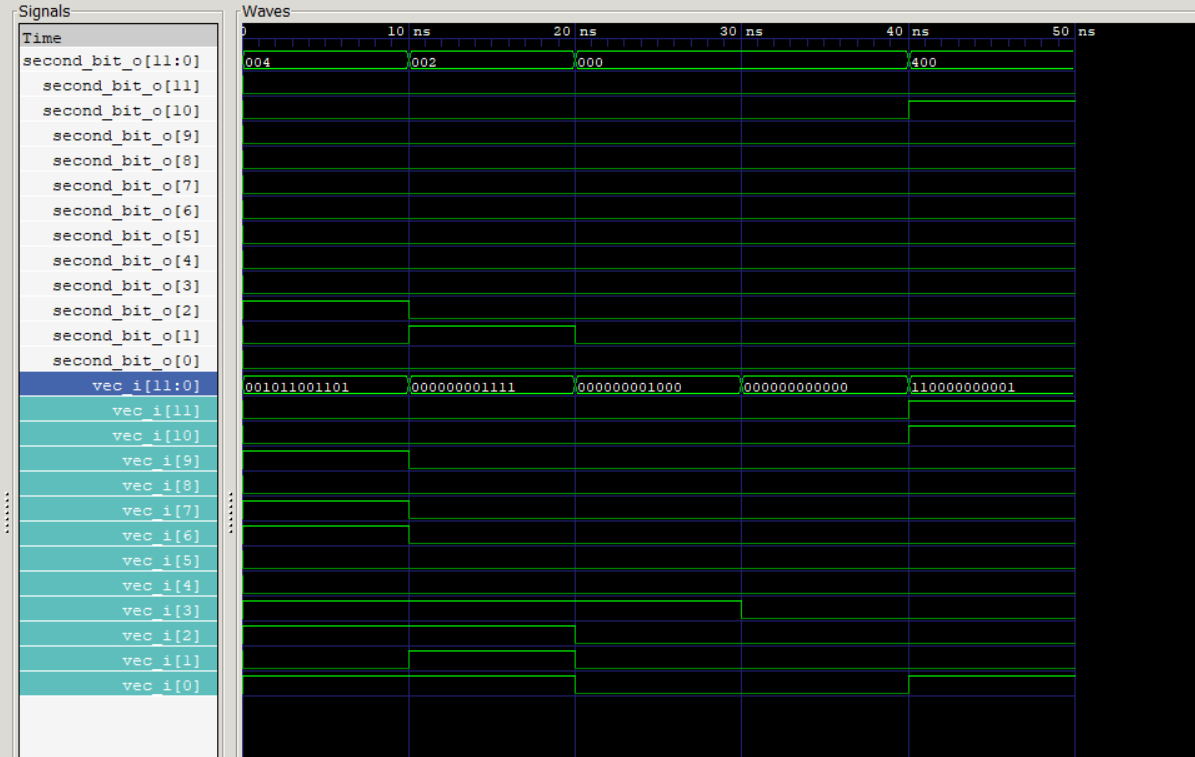 Signals Waves
Time 0 10 ns 20 ns 30 ns 40 ns 50 ns
second_bit_o[11:0] 004 002 000 400
second_bit_o[11]
second_bit_o[10]
second_bit_o[9]
second_bit_o[8]
second_bit_o[7]
second_bit_o[6]
second_bit_o[5]
second_bit_o[4]
second_bit_o[3]
second_bit_o[2]
second_bit_o[1]
second_bit_o[0]
vec_i[11:0] 001011001101 000000001111 000000001000 000000000000 110000000001
vec_i[11]
vec_i[10]
vec_i[9]
vec_i[8]
vec_i[7]
vec_i[6]
vec_i[5]
vec_i[4]
vec_i[3]
vec_i[2]
vec_i[1]
vec_i[0]